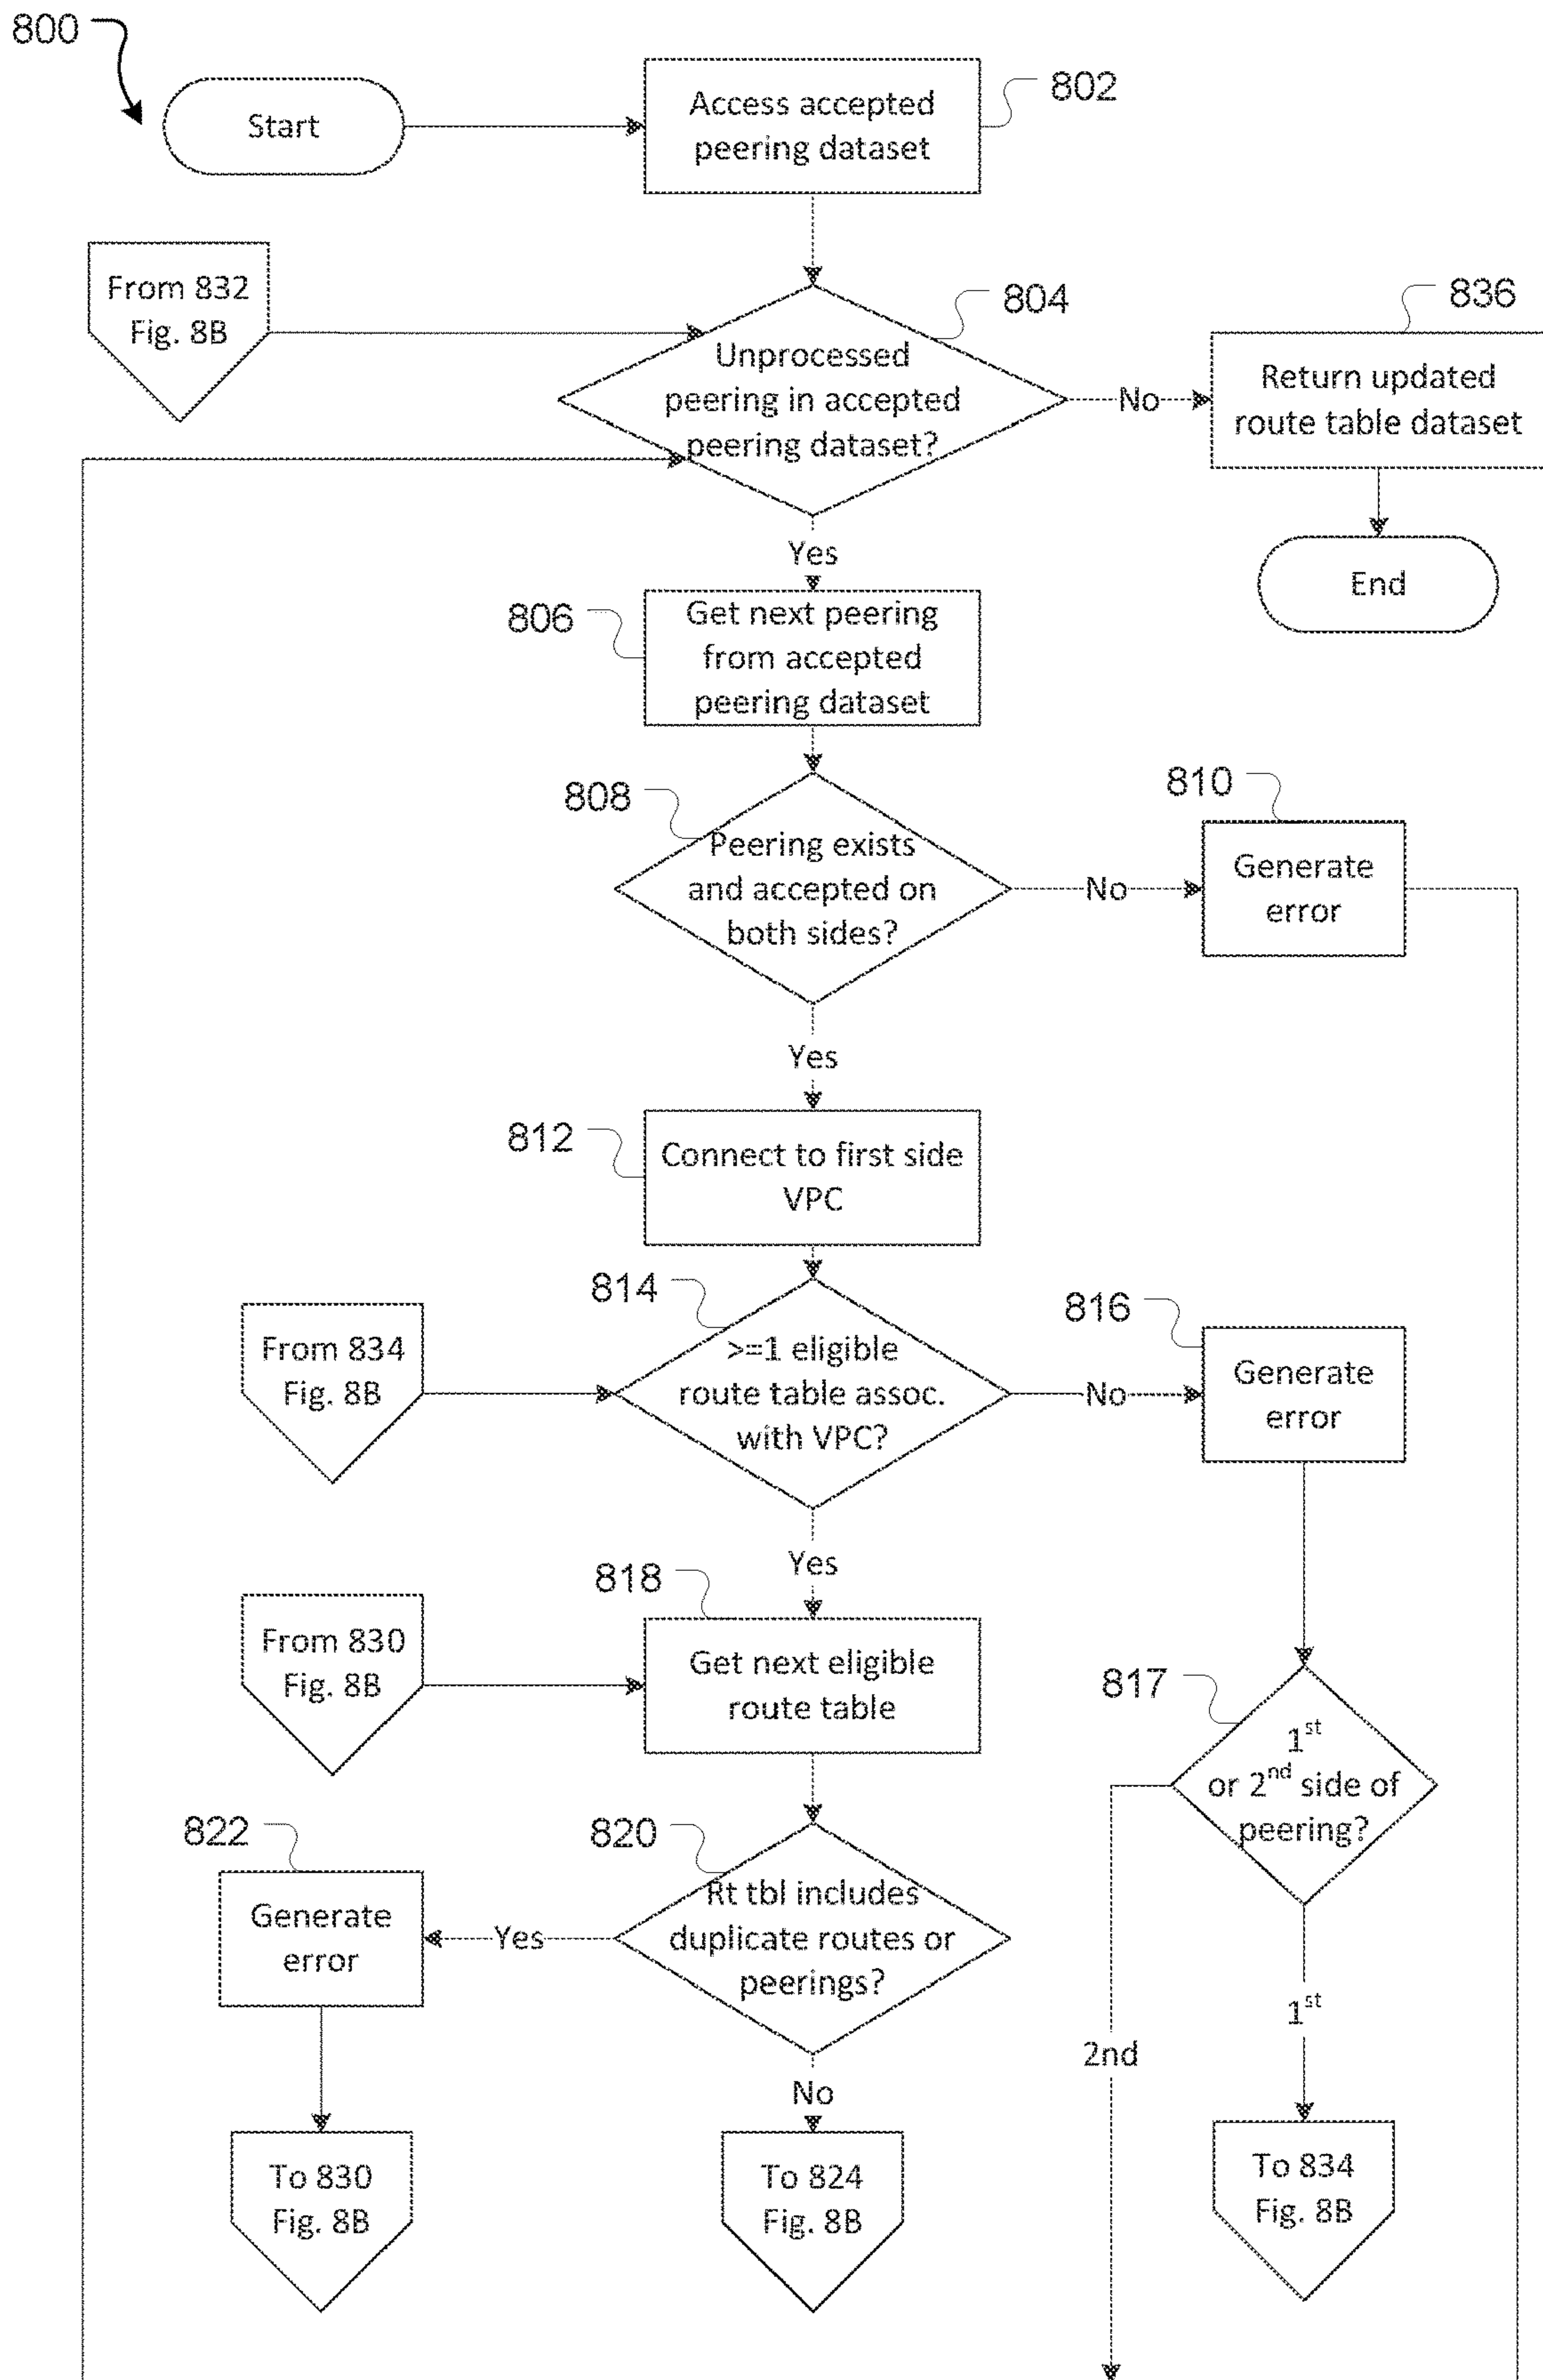 800
Start
Access accepted
peering dataset
802
From 832
Fig. 8B
804
Unprocessed
peering in accepted
peering dataset?
No
836
Return updated
route table dataset
End
Yes
806
Get next peering
from accepted
peering dataset
808
Peering exists
and accepted on
both sides?
No
810
Generate
error
Yes
812
Connect to first side
VPC
814
>=1 eligible
route table assoc.
with VPC?
From 834
Fig. 8B
No
816
Generate
error
Yes
818
Get next eligible
route table
From 830
Fig. 8B
817
1st
or 2nd side of
peering?
820
Rt tbl includes
duplicate routes or
peerings?
Yes
822
Generate
error
No
1st
2nd
To 830
Fig. 8B
To 824
Fig. 8B
To 834
Fig. 8B